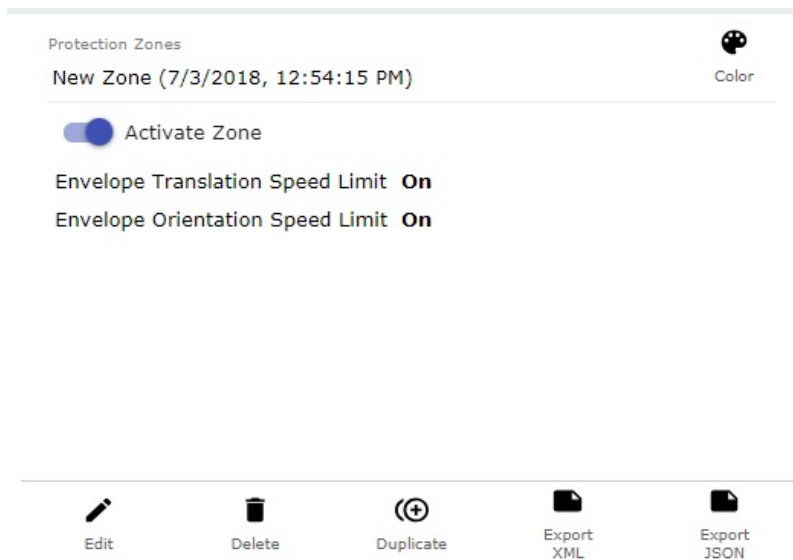 Protection Zones
New Zone (7/3/2018, 12:54:15 PM)
Color
Activate Zone
Envelope Translation Speed Limit On
Envelope Orientation Speed Limit On
Edit
Delete
Duplicate
Export
XML
Export
JSON